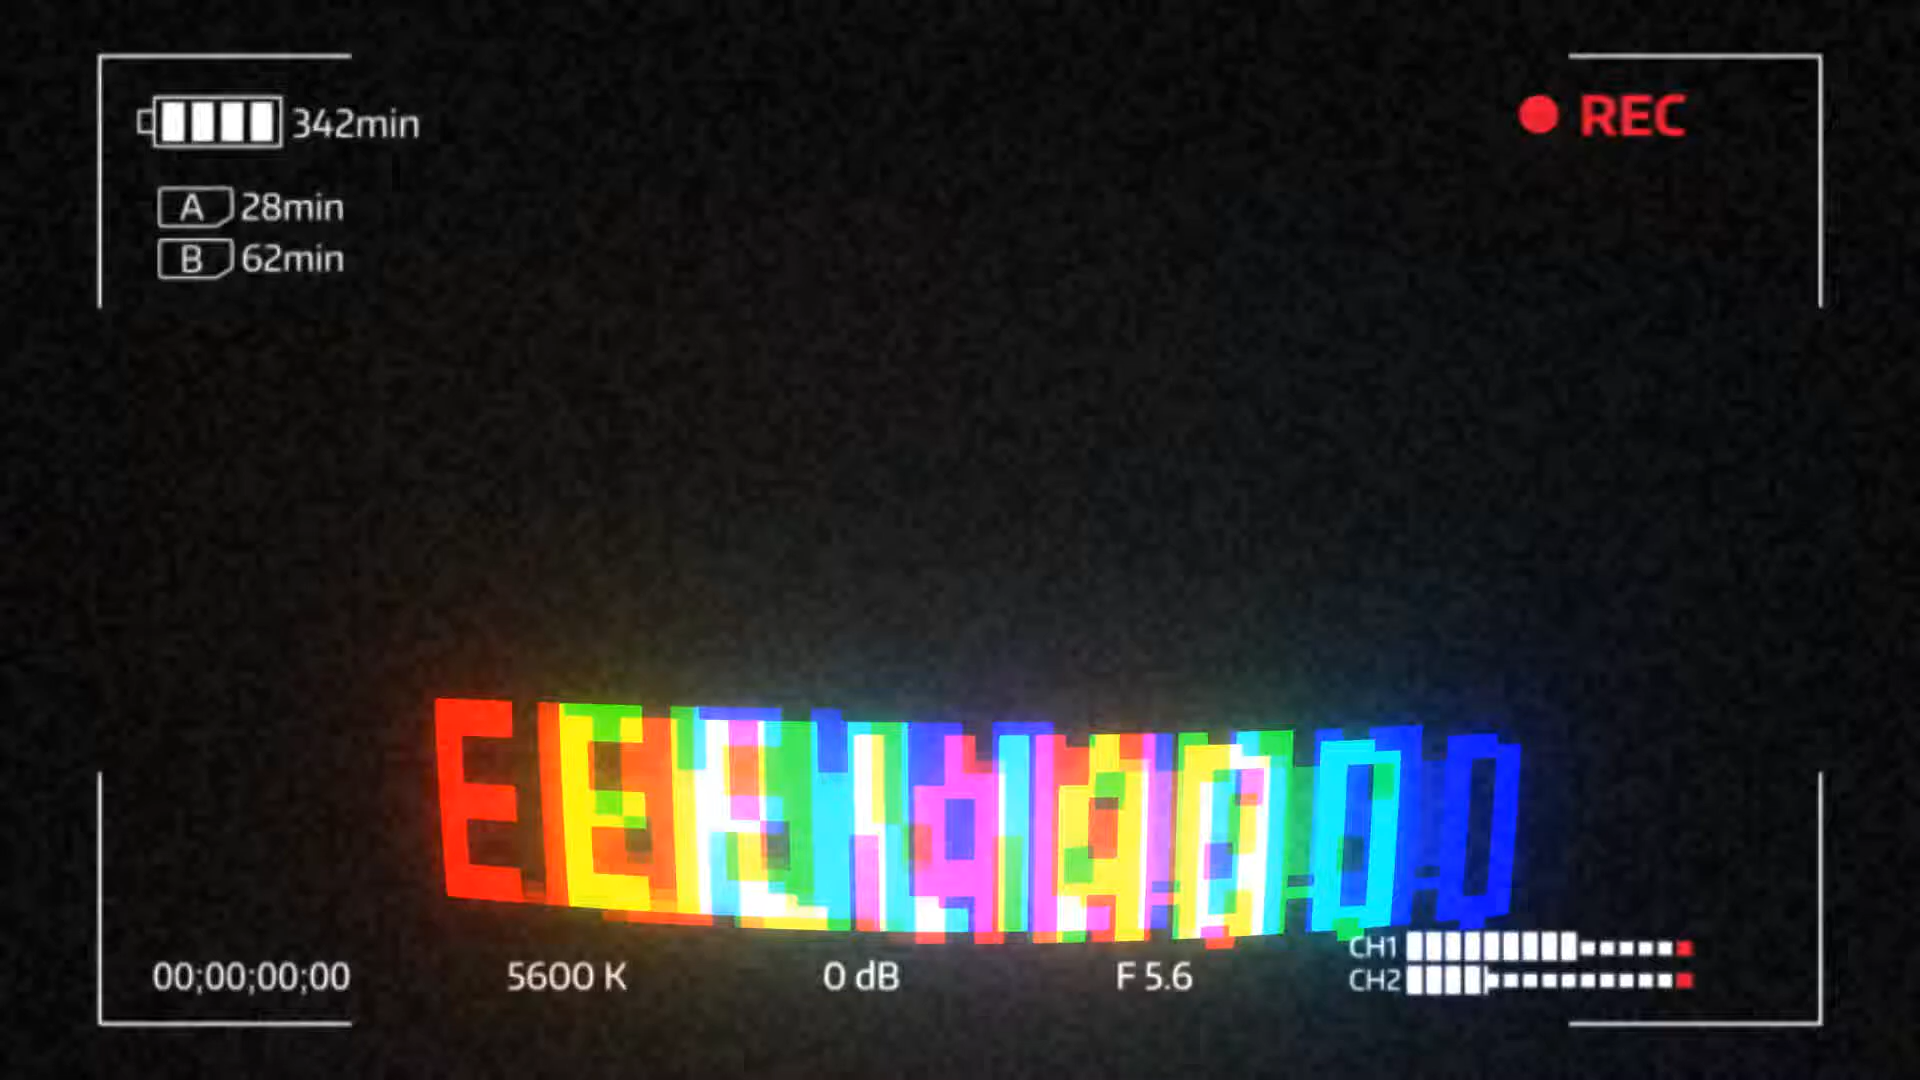 342min
REC
A 28min
B 62min
CH1
00;00;00;00 5600 K 0 dB F 5.6
CH2